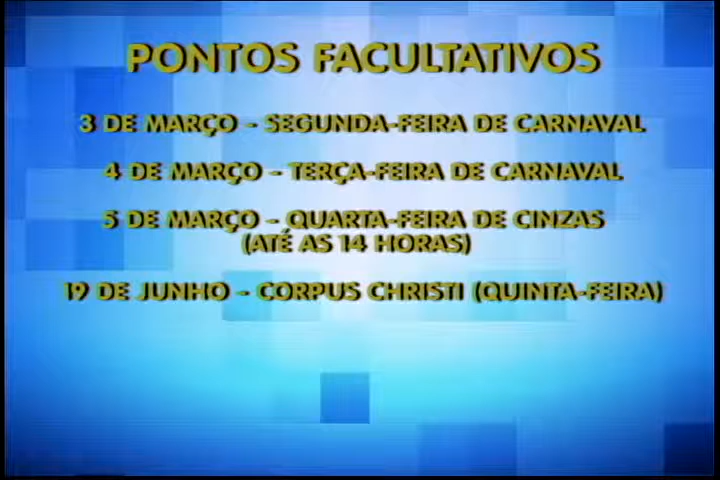 PONTOS FACULTATIVOS
3 DE MARÇO - SEGUNDA-FEIRA DE CARNAVAL
4 DE MARÇO - TERÇA-FEIRA DE CARNAVAL
5 DE MARÇO - QUARTA-FEIRA DE CINZAS
(ATÉ AS 14 HORAS)
19 DE JUNHO - CORPUS CHRISTI (QUINTA-FEIRA)